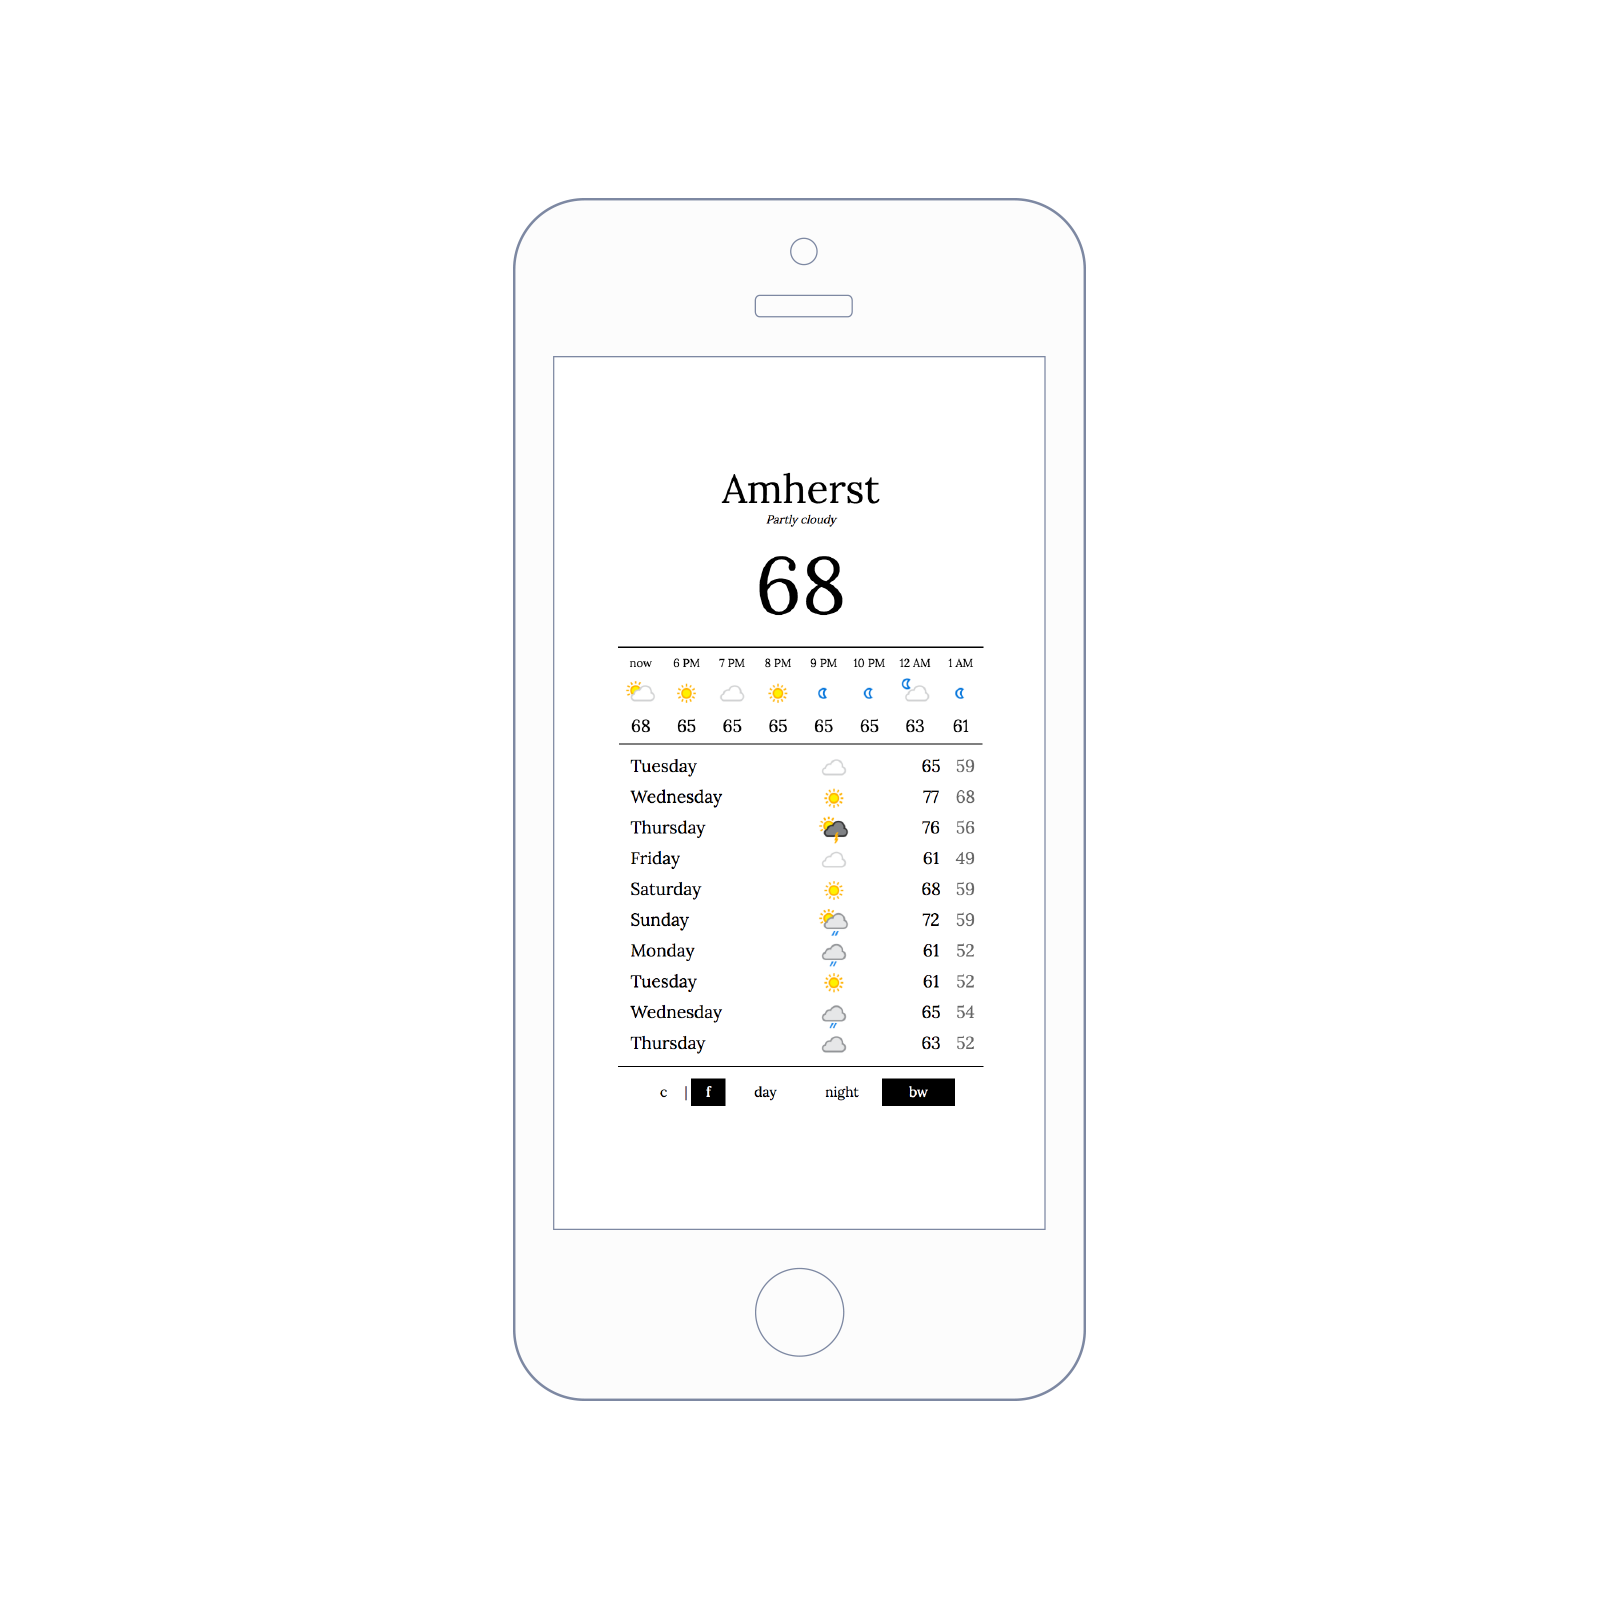 Amherst
Partly cloudy
68
now 6 PM 7 PM 8 PM 9 PM 10 PM 12 AM 1 AM
68 65 65 65 65 65 63 61
Tuesday 65 59
Wednesday 77 68
Thursday 76 56
Friday 61 49
Saturday 68 59
Sunday 72 59
Monday 61 52
Tuesday 61 52
Wednesday 65 54
Thursday 63 52
c | f day night bw